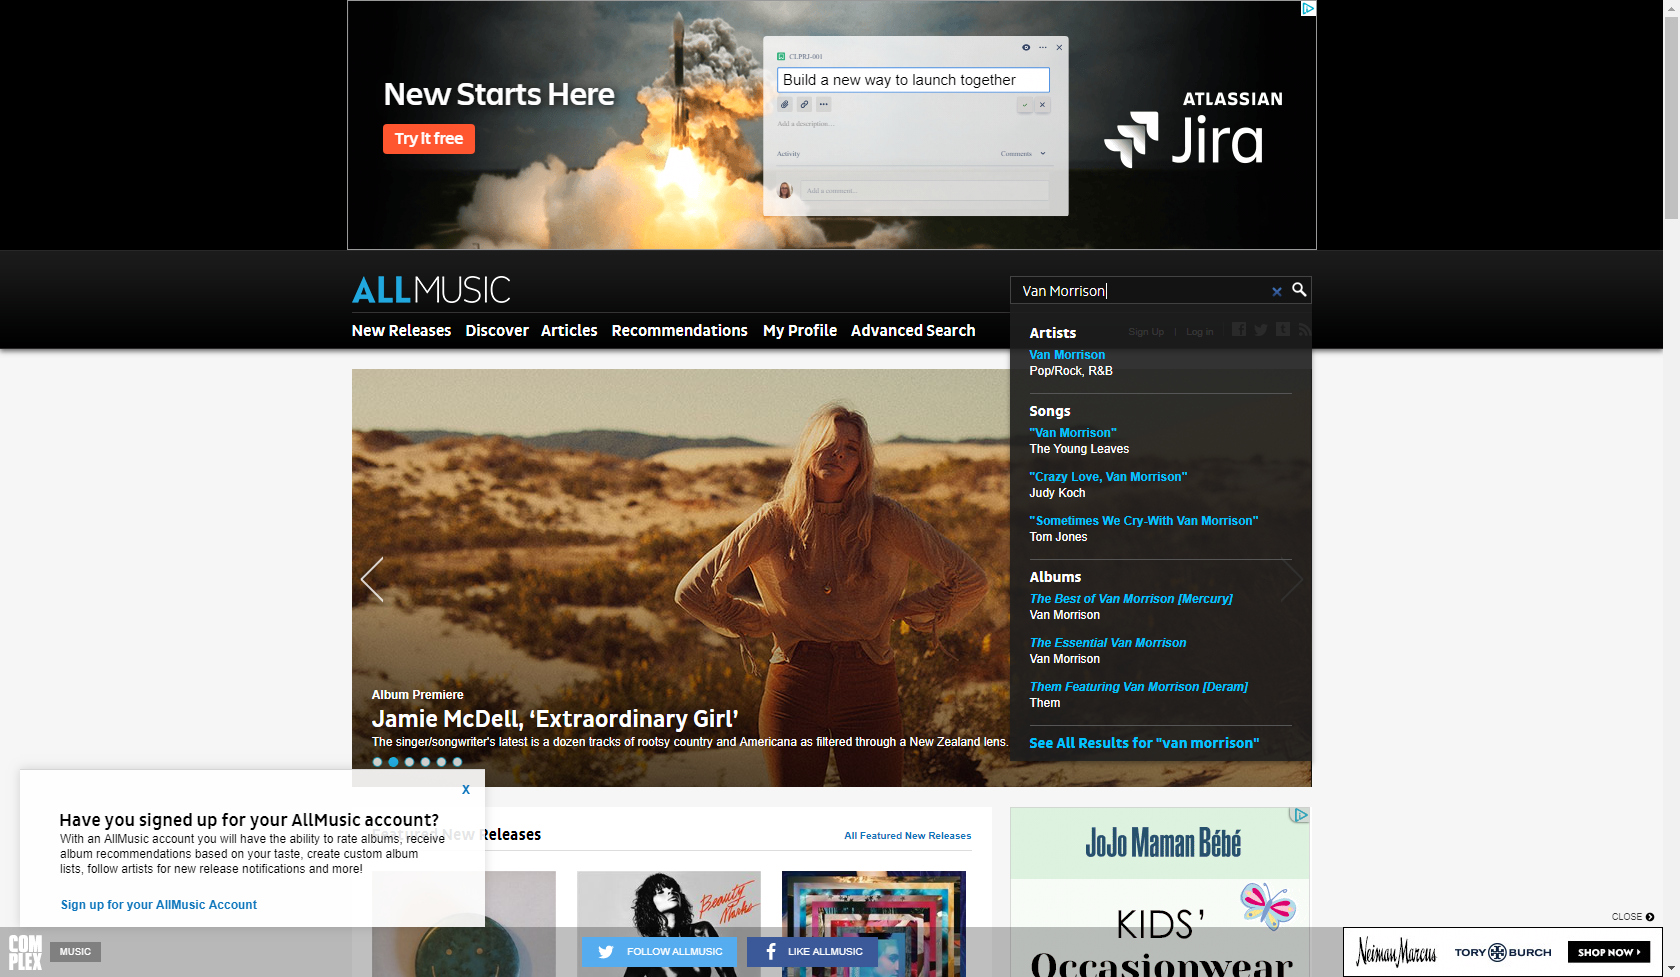 New Starts Here
Try It free
CLPRJ-001
Build a new way to launch together
Add a description...
Activity
Comments
Add a comment...
ATLASSIAN
Jira
ALLMUSIC
Van Morrison
New Releases Discover Articles Recommendations My Profile Advanced Search
Sign Up | Log in
Artists
Van Morrison
Pop/Rock, R&B
Songs
"Van Morrison"
The Young Leaves
"Crazy Love, Van Morrison"
Judy Koch
"Sometimes We Cry-With Van Morrison"
Tom Jones
Albums
The Best of Van Morrison [Mercury]
Van Morrison
The Essential Van Morrison
Van Morrison
Them Featuring Van Morrison [Deram]
Them
See All Results for "van morrison"
Album Premiere
Jamie McDell, ‘Extraordinary Girl’
The singer/songwriter's latest is a dozen tracks of rootsy country and Americana as filtered through a New Zealand lens.
X
Have you signed up for your AllMusic account?
With an AllMusic account you will have the ability to rate albums, receive
album recommendations based on your taste, create custom album
lists, follow artists for new release notifications and more!
Sign up for your AllMusic Account
Featured New Releases
All Featured New Releases
Beauty
Marks
JoJo Maman Bébé
KIDS’
Occasionwear
COM
PLEX
MUSIC
FOLLOW ALLMUSIC
LIKE ALLMUSIC
CLOSE
Neiman Marcus
TORY BURCH
SHOP NOW